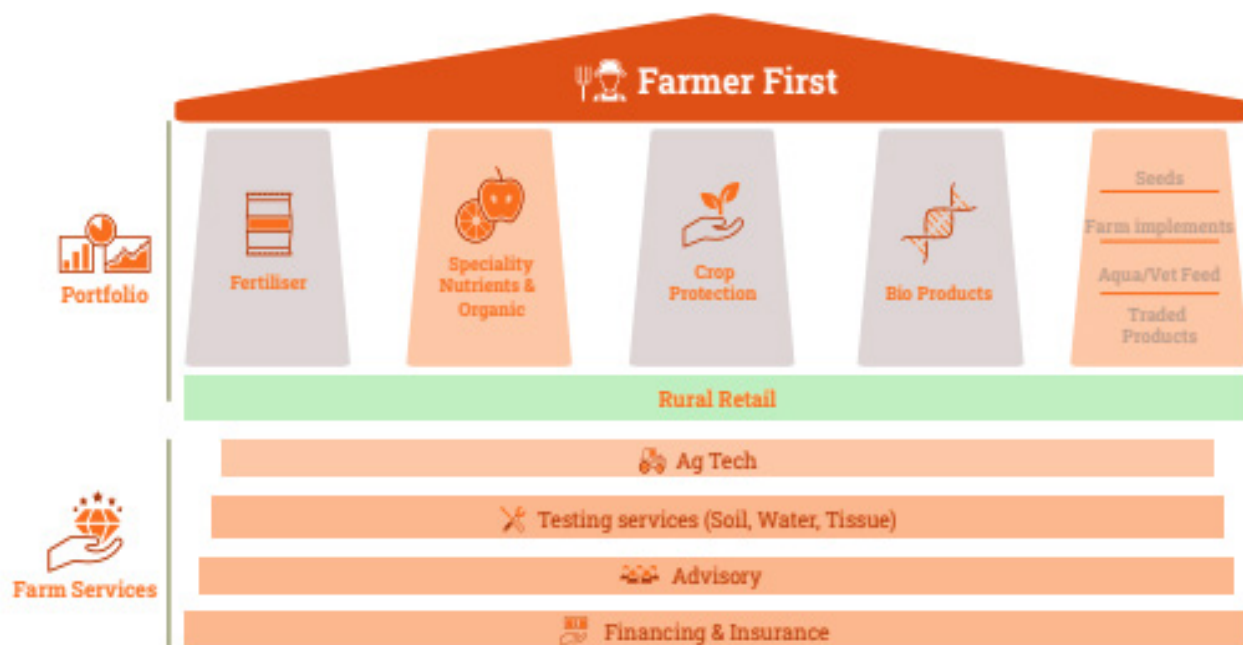 Farmer First
Portfolio
Fertiliser
Speciality
Nutrients &
Organic
Crop
Protection
Bio Products
Seeds
Farm implements
Aqua/Vet Feed
Traded
Products
Rural Retail
Farm Services
Ag Tech
Testing services (Soil, Water, Tissue)
Advisory
Financing & Insurance